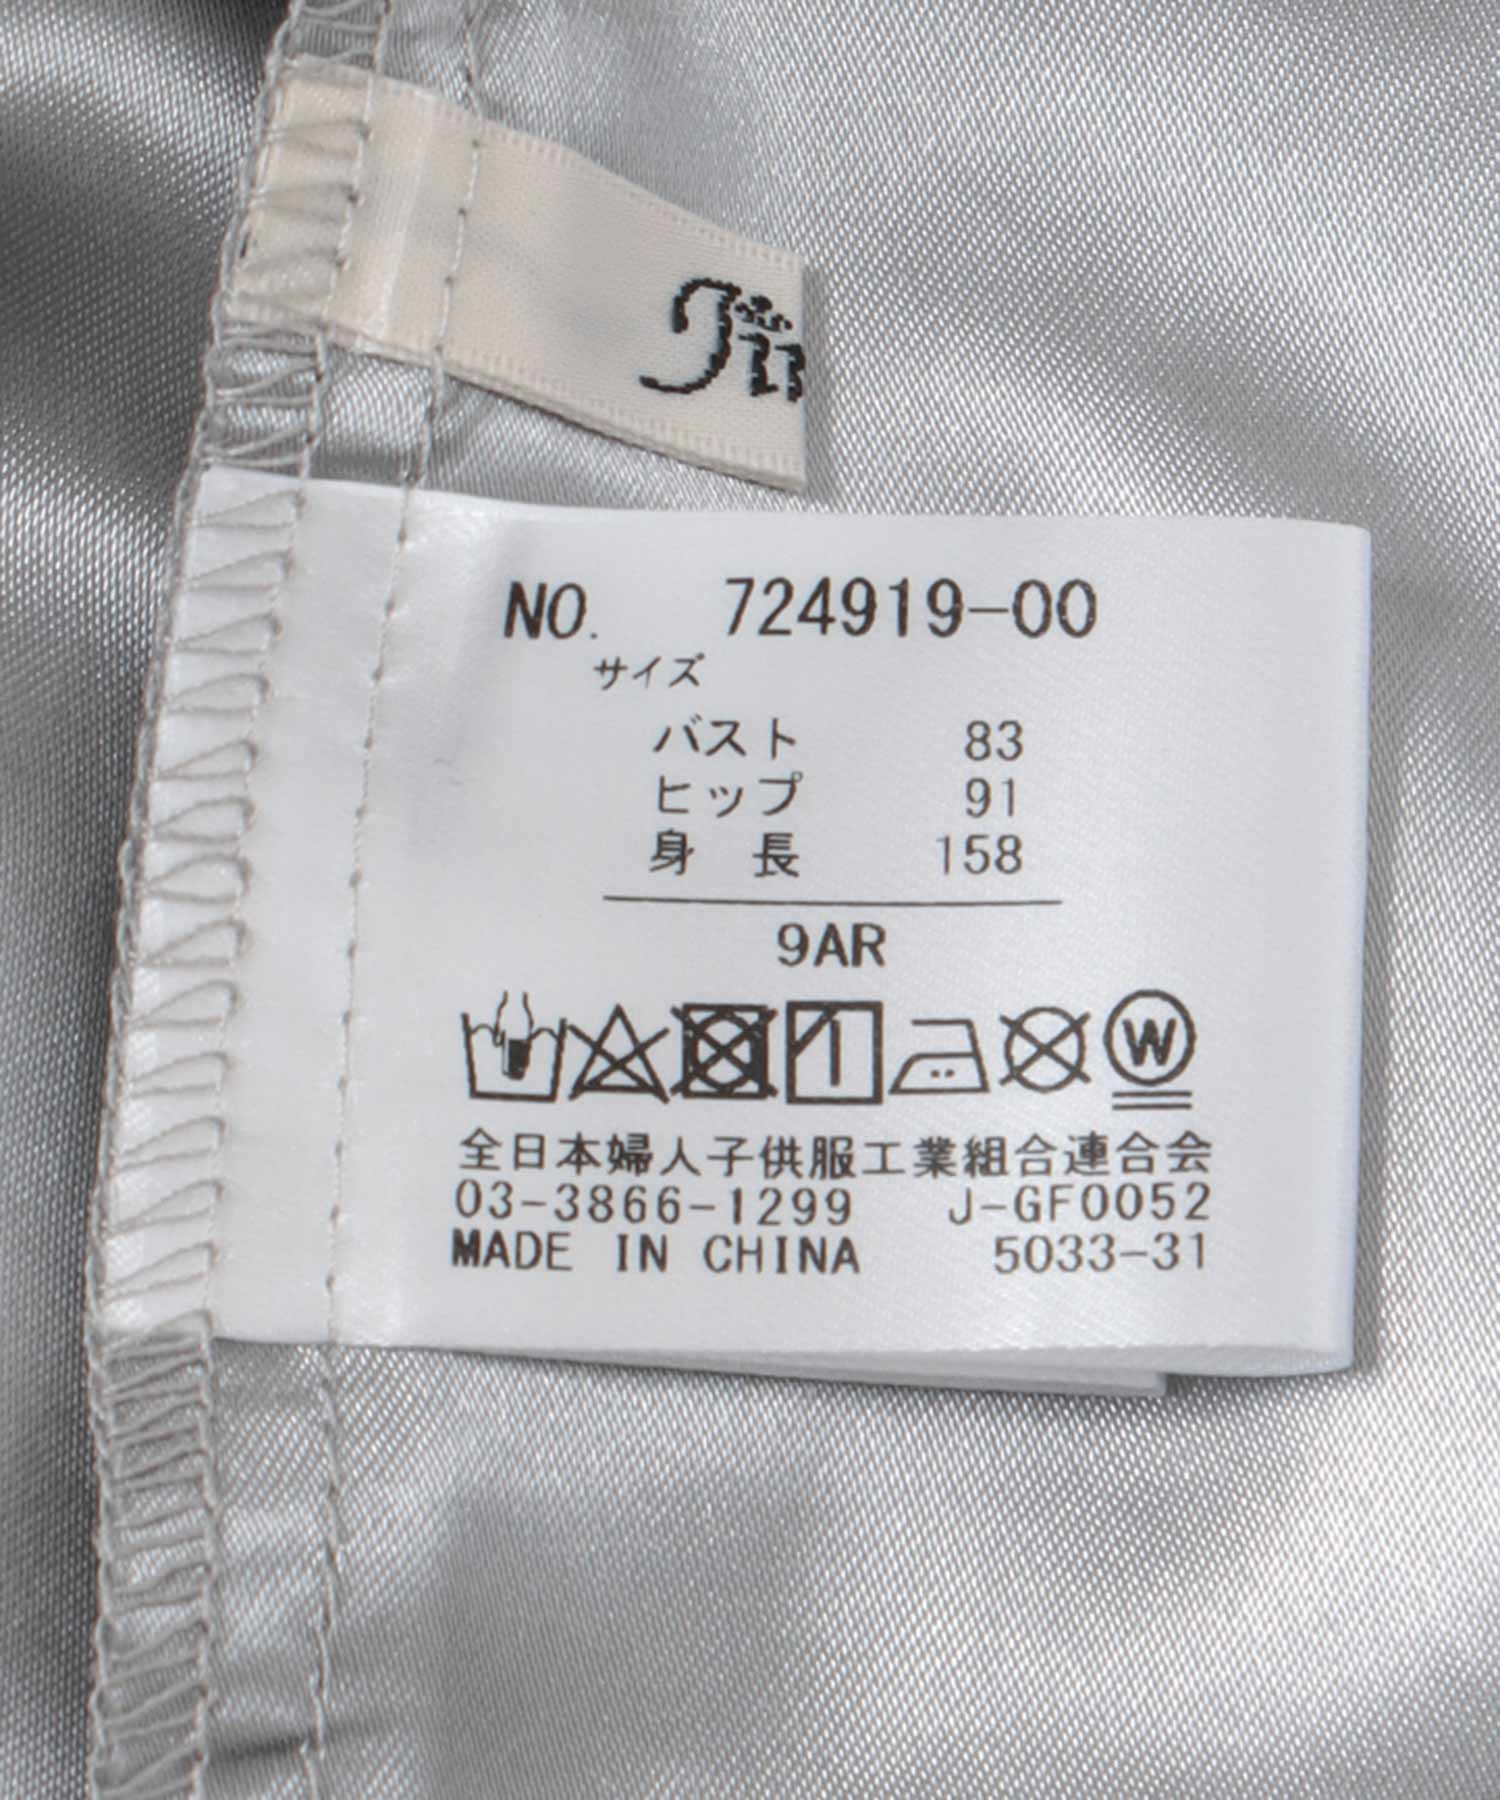 NO. 724919-00
サイズ
バスト 83
ヒップ 91
身 長 158
9AR
W
全日本婦人子供服工業組合連合会
03-3866-1299 J-GF0052
MADE IN CHINA 5033-31